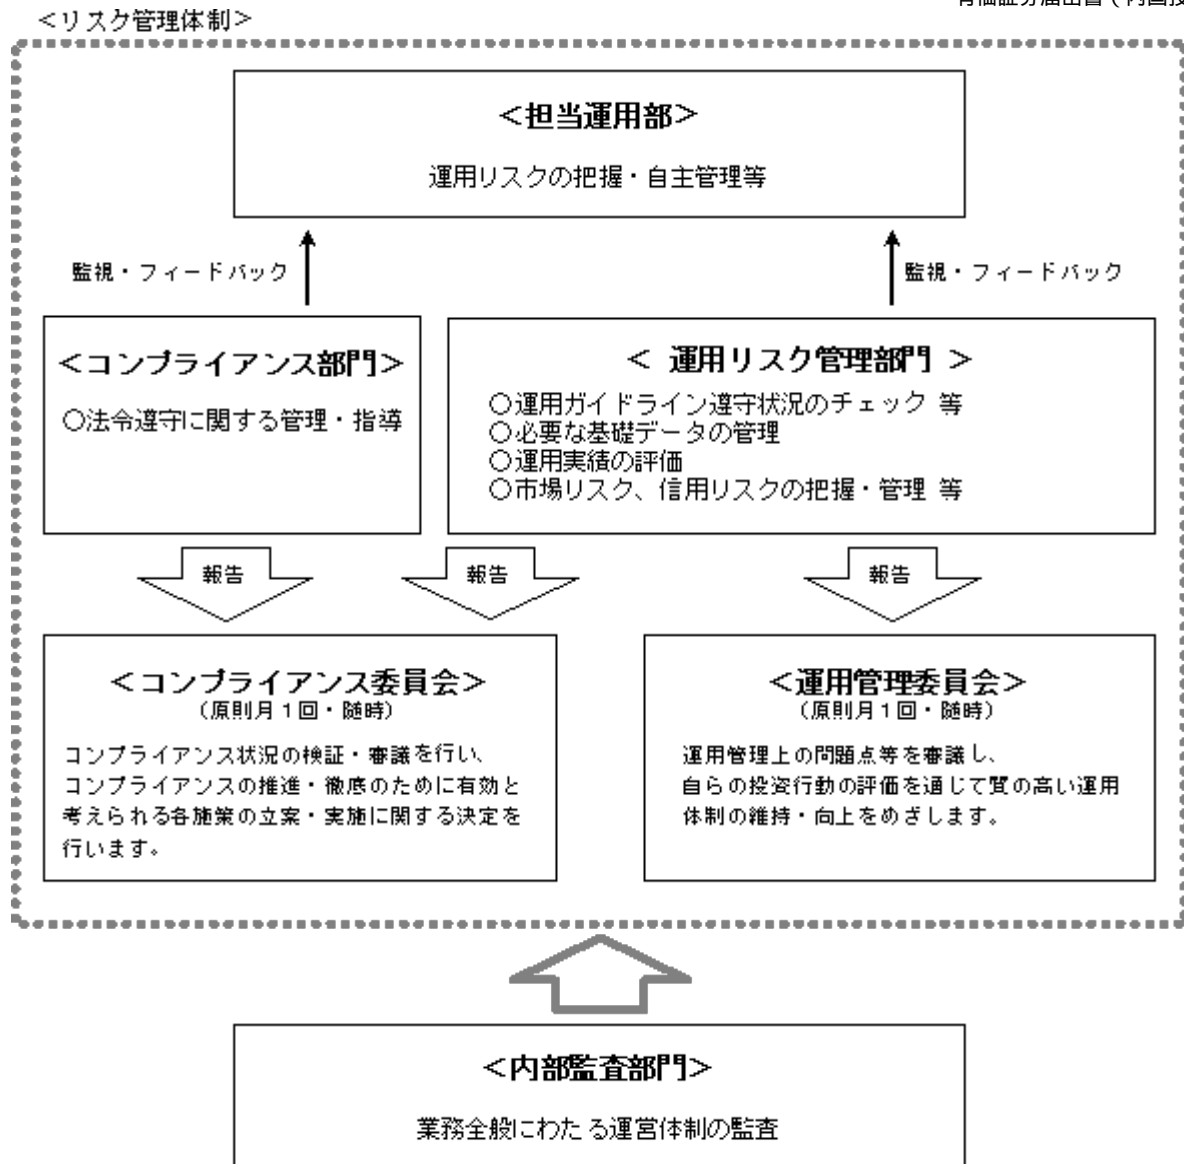 ＜リスク管理体制＞
＜担当運用部＞
運用リスクの把握・自主管理等
監視・フィードバック
監視・フィードバック
＜コンプライアンス部門＞
○法令遵守に関する管理・指導
＜ 運用リスク管理部門 ＞
○運用ガイドライン遵守状況のチェック 等
○必要な基礎データの管理
○運用実績の評価
○市場リスク、信用リスクの把握・管理 等
報告
報告
報告
＜コンプライアンス委員会＞
（原則月１回・随時）
コンプライアンス状況の検証・審議を行い、
コンプライアンスの推進・徹底のために有効と
考えられる各施策の立案・実施に関する決定を
行います。
＜運用管理委員会＞
（原則月１回・随時）
運用管理上の問題点等を審議し、
自らの投資行動の評価を通じて質の高い運用
体制の維持・向上をめざします。
＜内部監査部門＞
業務全般にわたる運営体制の監査